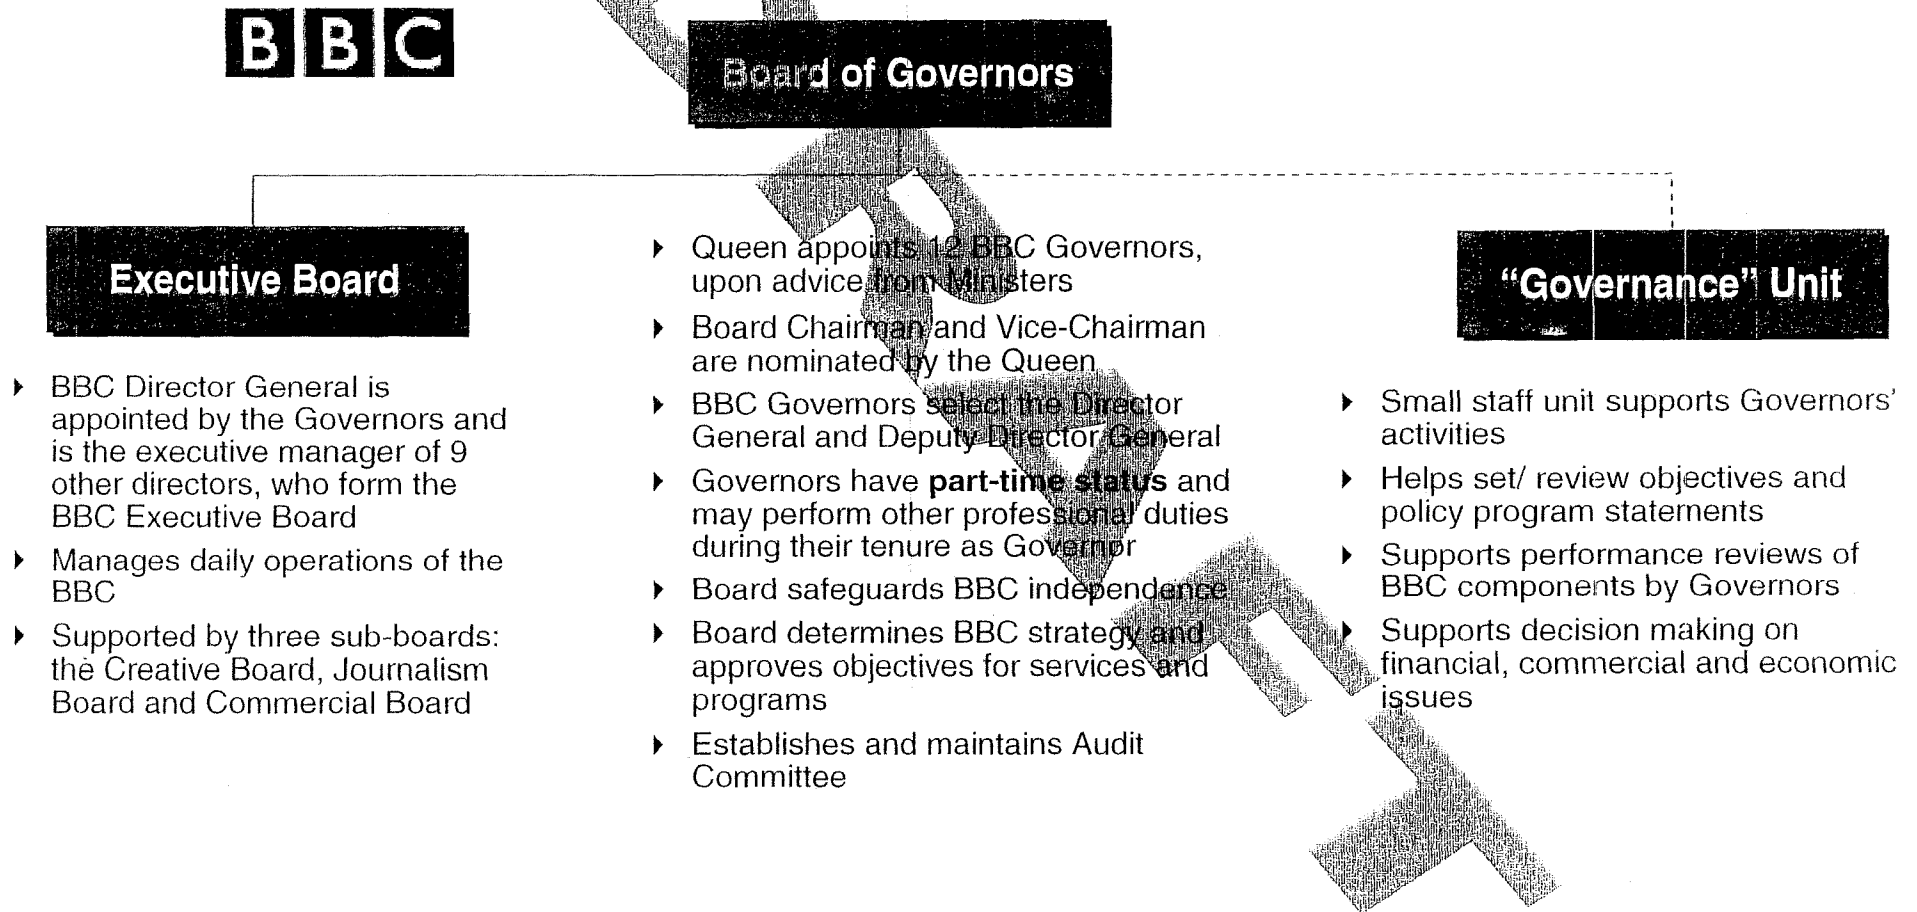 BBC
Board of Governors
Executive Board
▶ BBC Director General is
appointed by the Governors and
is the executive manager of 9
other directors, who form the
BBC Executive Board
▶ Manages daily operations of the
BBC
▶ Supported by three sub-boards:
the Creative Board, Journalism
Board and Commercial Board
▶ Queen appoints 12 BBC Governors,
upon advice from Ministers
▶ Board Chairman and Vice-Chairman
are nominated by the Queen
▶ BBC Governors select the Director
General and Deputy Director General
▶ Governors have part-time status and
may perform other professional duties
during their tenure as Governor
▶ Board safeguards BBC independence
▶ Board determines BBC strategy and
approves objectives for services and
programs
▶ Establishes and maintains Audit
Committee
“Governance” Unit
▶ Small staff unit supports Governors’
activities
▶ Helps set/ review objectives and
policy program statements
▶ Supports performance reviews of
BBC components by Governors
▶ Supports decision making on
financial, commercial and economic
issues
DRAFT